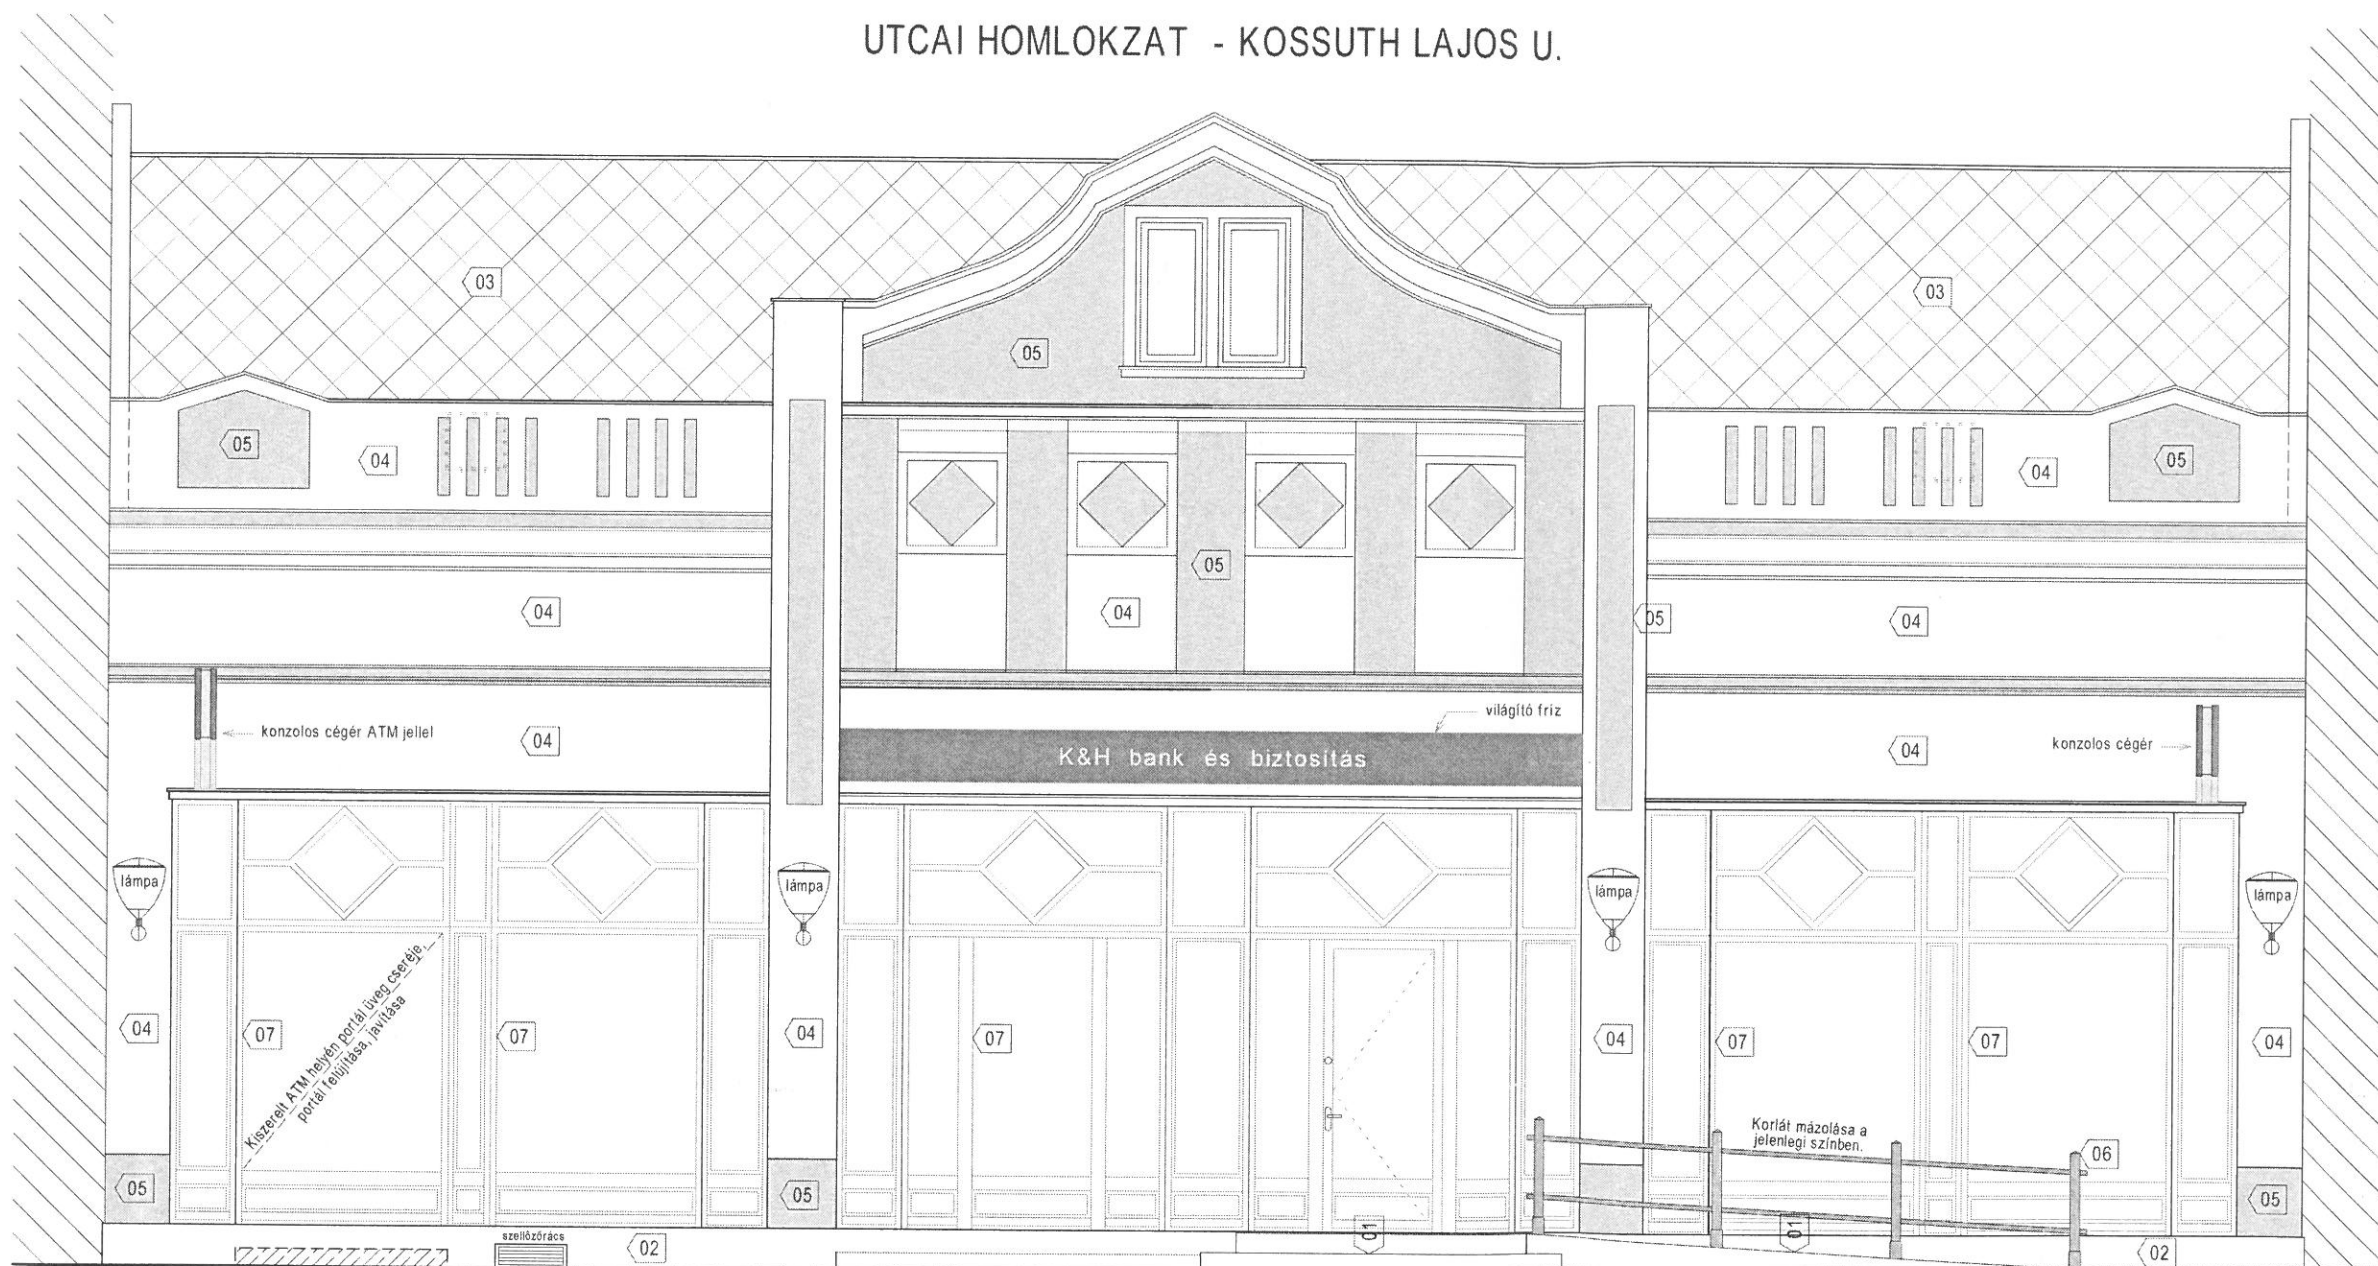 UTCAI HOMLOKZAT - KOSSUTH LAJOS U.
03
03
05
05
04
04
05
05
04
04
05
04
05
konzolos cégér ATM jellel
04
világító fríz
K&H bank és biztosítás
04
konzolos cégér
lámpa
lámpa
lámpa
lámpa
Kiszerelt ATM helyén portál üveg cseréje,
portál felújítása, javítása
04
07
07
04
07
04
07
07
04
Korlát mázolása a
jelenlegi színben.
06
05
05
05
szellőzőrács
02
01
01
02